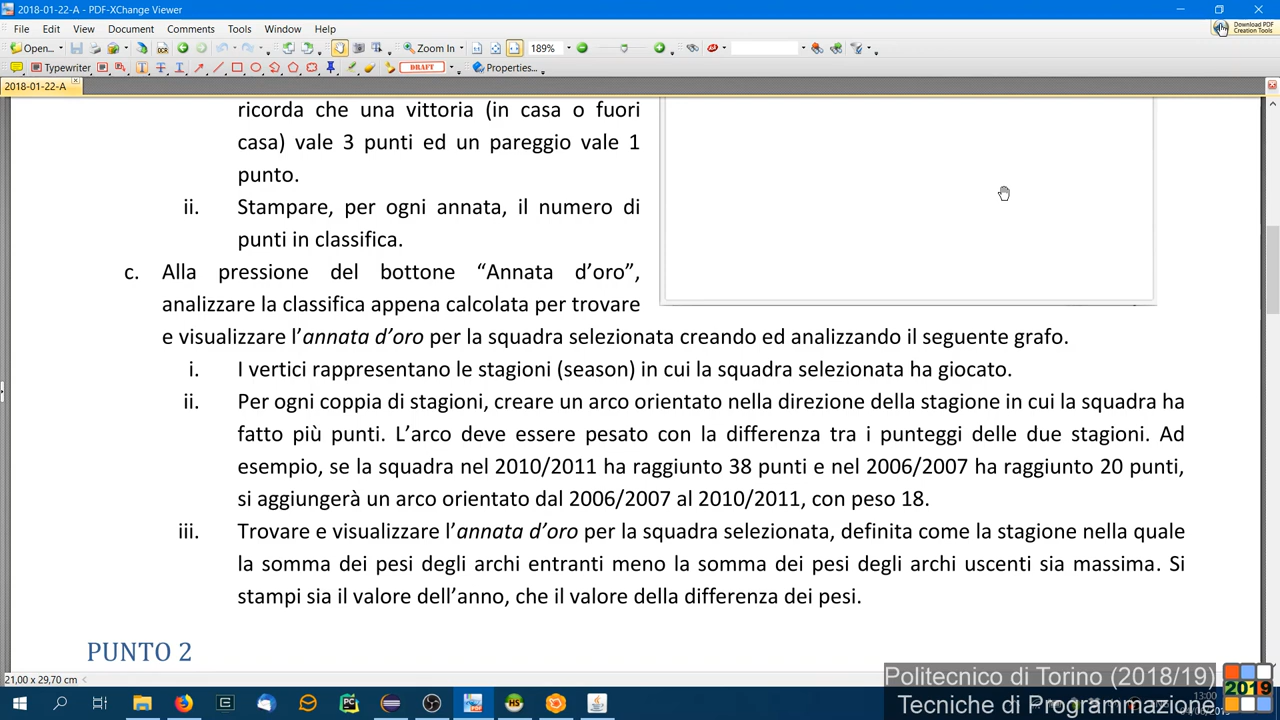 2018-01-22-A - PDF-XChange Viewer
File Edit View Document Comments Tools Window Help
Download PDF
Creation Tools
Open... Zoom In 189%
Typewriter DRAFT Properties...
2018-01-22-A
ricorda che una vittoria (in casa o fuori
casa) vale 3 punti ed un pareggio vale 1
punto.
ii. Stampare, per ogni annata, il numero di
punti in classifica.
c. Alla pressione del bottone “Annata d’oro”,
analizzare la classifica appena calcolata per trovare
e visualizzare l’annata d’oro per la squadra selezionata creando ed analizzando il seguente grafo.
i. I vertici rappresentano le stagioni (season) in cui la squadra selezionata ha giocato.
ii. Per ogni coppia di stagioni, creare un arco orientato nella direzione della stagione in cui la squadra ha
fatto più punti. L’arco deve essere pesato con la differenza tra i punteggi delle due stagioni. Ad
esempio, se la squadra nel 2010/2011 ha raggiunto 38 punti e nel 2006/2007 ha raggiunto 20 punti,
si aggiungerà un arco orientato dal 2006/2007 al 2010/2011, con peso 18.
iii. Trovare e visualizzare l’annata d’oro per la squadra selezionata, definita come la stagione nella quale
la somma dei pesi degli archi entranti meno la somma dei pesi degli archi uscenti sia massima. Si
stampi sia il valore dell’anno, che il valore della differenza dei pesi.
PUNTO 2
21,00 x 29,70 cm
Politecnico di Torino (2018/19)
Tecniche di Programmazione
2019
13:00